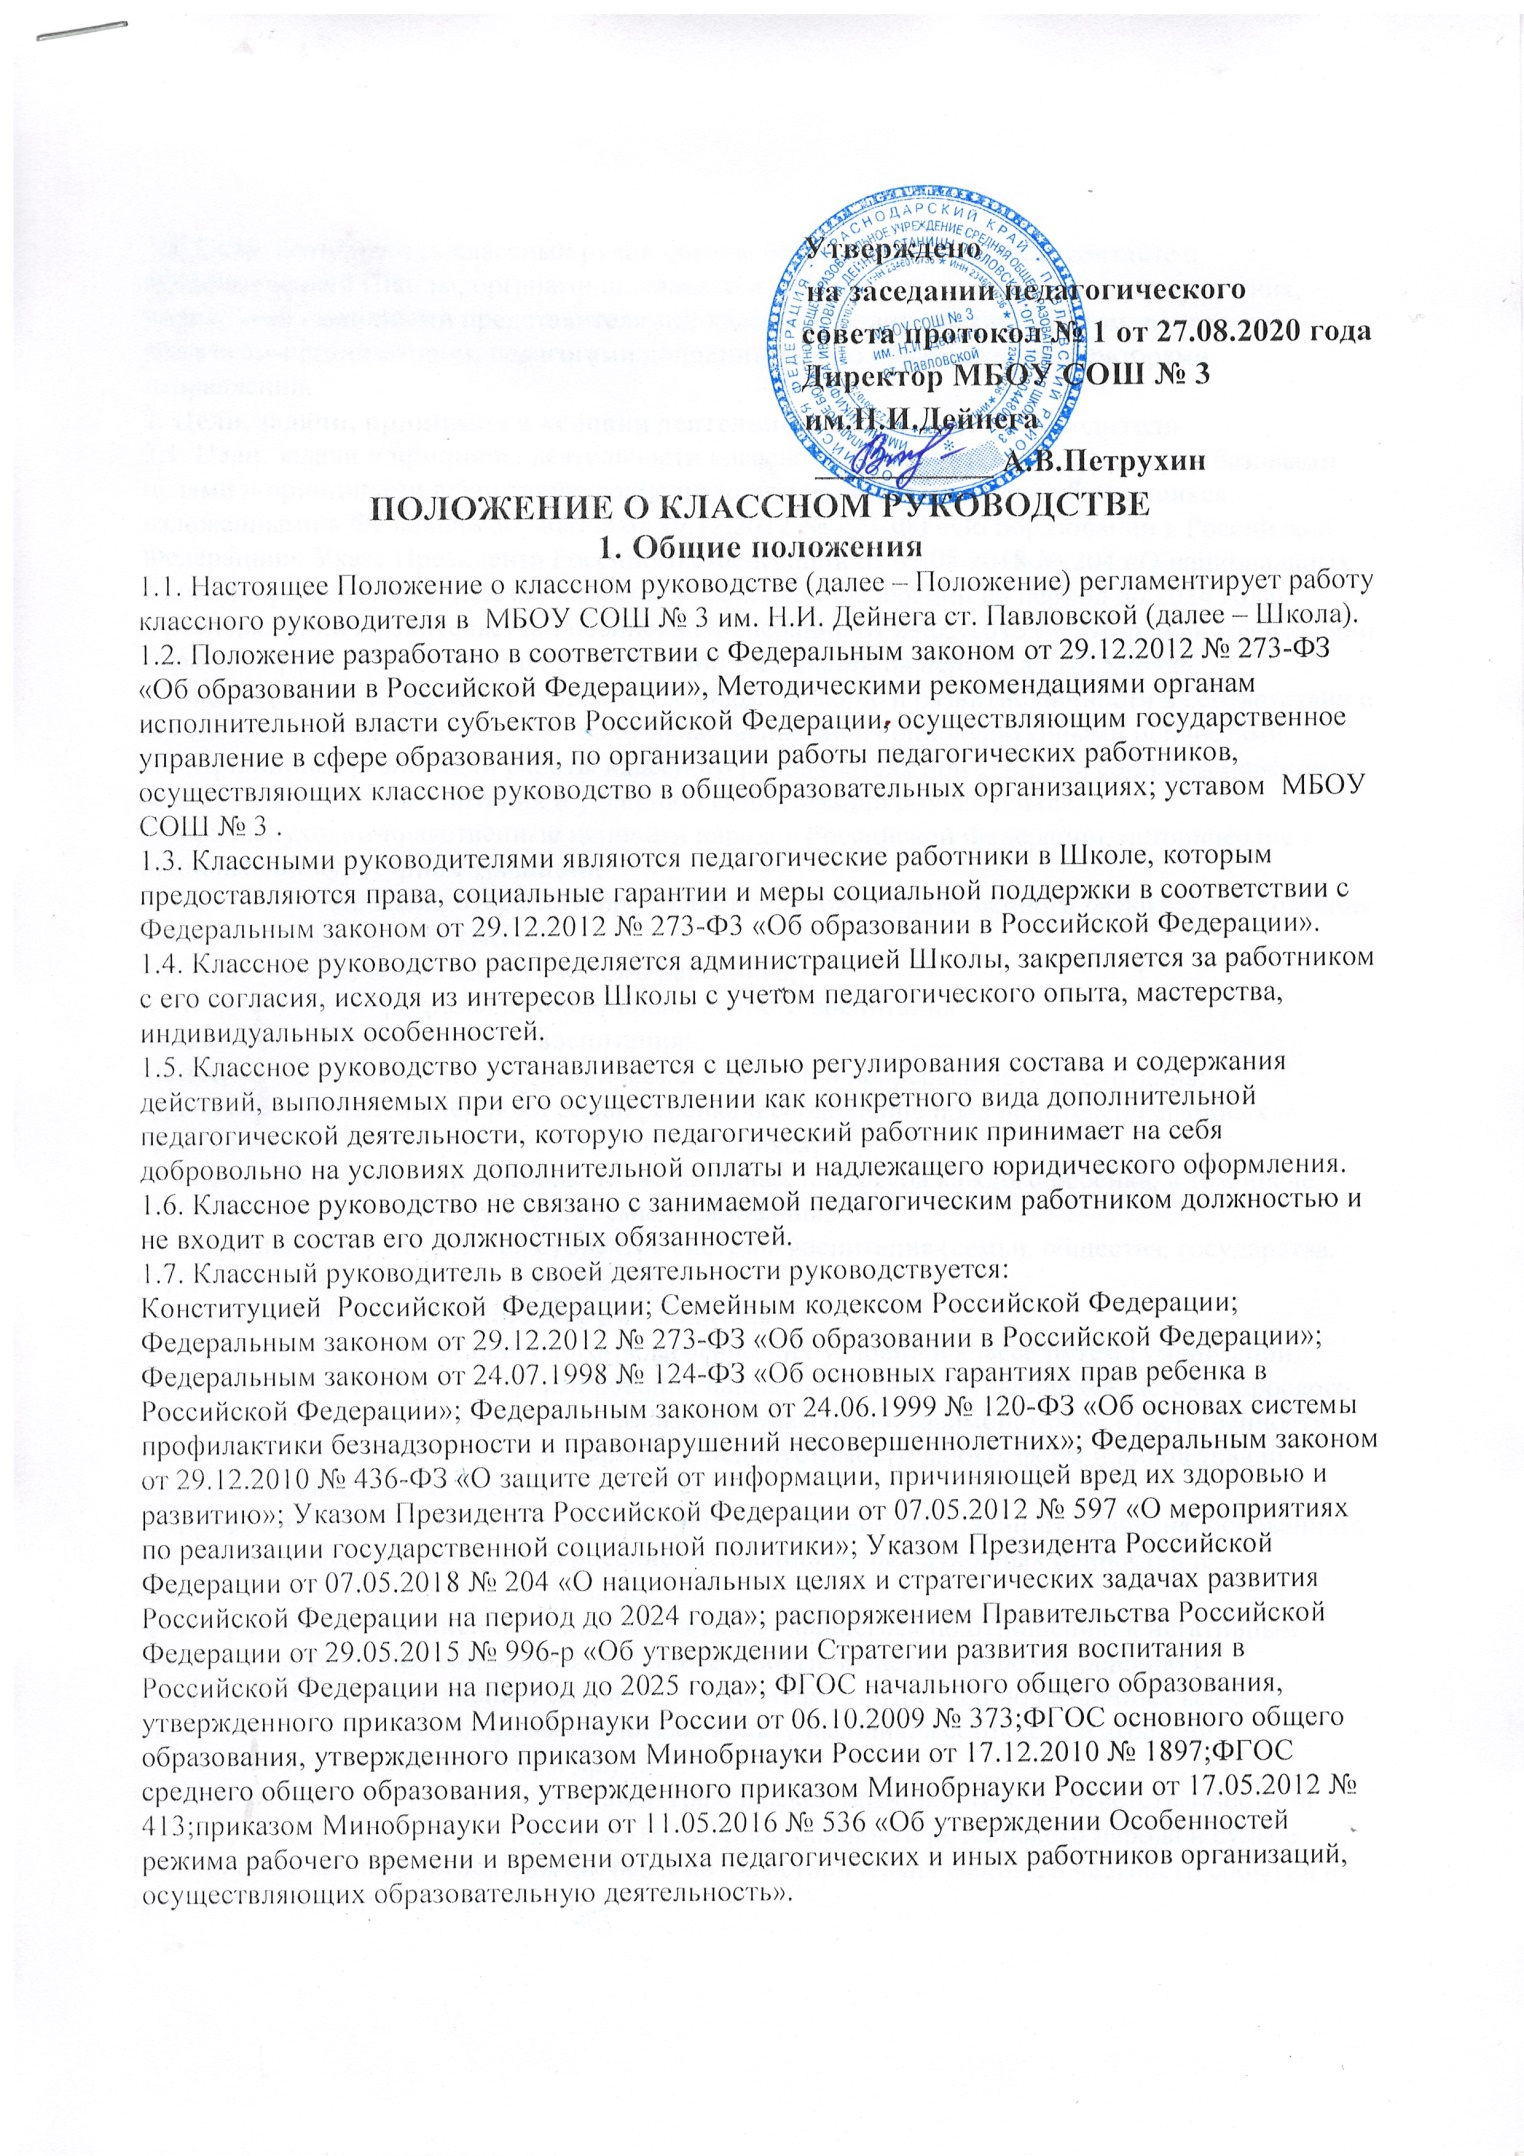 Утверждено
на заседании педагогического
совета протокол № 1 от 27.08.2020 года
Директор МБОУ СОШ № 3
им.Н.И.Дейнега
А.В.Петрухин
МБОУ СОШ № 3
им. Н.И. Дейнега
ст. Павловской
ПОЛОЖЕНИЕ О КЛАССНОМ РУКОВОДСТВЕ
1. Общие положения
1.1. Настоящее Положение о классном руководстве (далее – Положение) регламентирует работу
классного руководителя в МБОУ СОШ № 3 им. Н.И. Дейнега ст. Павловской (далее – Школа).
1.2. Положение разработано в соответствии с Федеральным законом от 29.12.2012 № 273-ФЗ
«Об образовании в Российской Федерации», Методическими рекомендациями органам
исполнительной власти субъектов Российской Федерации, осуществляющим государственное
управление в сфере образования, по организации работы педагогических работников,
осуществляющих классное руководство в общеобразовательных организациях; уставом МБОУ
СОШ № 3 .
1.3. Классными руководителями являются педагогические работники в Школе, которым
предоставляются права, социальные гарантии и меры социальной поддержки в соответствии с
Федеральным законом от 29.12.2012 № 273-ФЗ «Об образовании в Российской Федерации».
1.4. Классное руководство распределяется администрацией Школы, закрепляется за работником
с его согласия, исходя из интересов Школы с учетом педагогического опыта, мастерства,
индивидуальных особенностей.
1.5. Классное руководство устанавливается с целью регулирования состава и содержания
действий, выполняемых при его осуществлении как конкретного вида дополнительной
педагогической деятельности, которую педагогический работник принимает на себя
добровольно на условиях дополнительной оплаты и надлежащего юридического оформления.
1.6. Классное руководство не связано с занимаемой педагогическим работником должностью и
не входит в состав его должностных обязанностей.
1.7. Классный руководитель в своей деятельности руководствуется:
Конституцией Российской Федерации; Семейным кодексом Российской Федерации;
Федеральным законом от 29.12.2012 № 273-ФЗ «Об образовании в Российской Федерации»;
Федеральным законом от 24.07.1998 № 124-ФЗ «Об основных гарантиях прав ребенка в
Российской Федерации»; Федеральным законом от 24.06.1999 № 120-ФЗ «Об основах системы
профилактики безнадзорности и правонарушений несовершеннолетних»; Федеральным законом
от 29.12.2010 № 436-ФЗ «О защите детей от информации, причиняющей вред их здоровью и
развитию»; Указом Президента Российской Федерации от 07.05.2012 № 597 «О мероприятиях
по реализации государственной социальной политики»; Указом Президента Российской
Федерации от 07.05.2018 № 204 «О национальных целях и стратегических задачах развития
Российской Федерации на период до 2024 года»; распоряжением Правительства Российской
Федерации от 29.05.2015 № 996-р «Об утверждении Стратегии развития воспитания в
Российской Федерации на период до 2025 года»; ФГОС начального общего образования,
утвержденного приказом Минобрнауки России от 06.10.2009 № 373;ФГОС основного общего
образования, утвержденного приказом Минобрнауки России от 17.12.2010 № 1897;ФГОС
среднего общего образования, утвержденного приказом Минобрнауки России от 17.05.2012 №
413;приказом Минобрнауки России от 11.05.2016 № 536 «Об утверждении Особенностей
режима рабочего времени и времени отдыха педагогических и иных работников организаций,
осуществляющих образовательную деятельность».